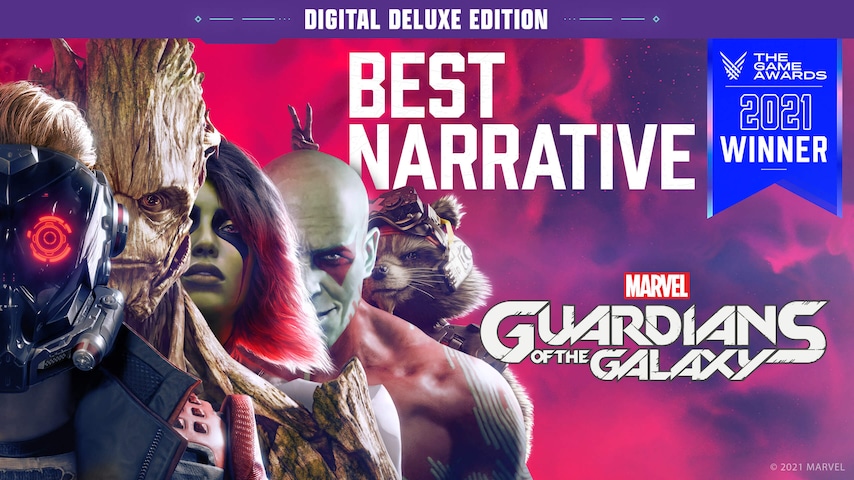 DIGITAL DELUXE EDITION
BEST
NARRATIVE
THE
GAME
AWARDS
2021
WINNER
MARVEL
GUARDIANS
OF THE
GALAXY
© 2021 MARVEL